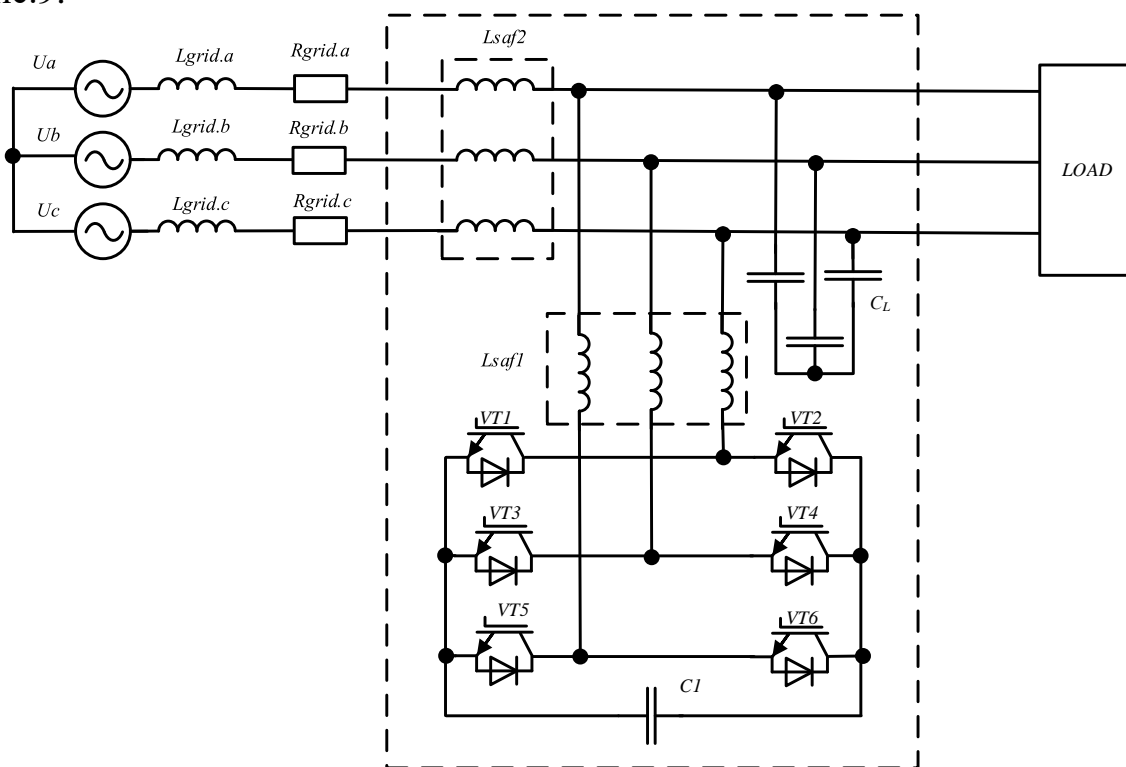 Lsaf2
Ua
Lgrid.a
Rgrid.a
Ub
Lgrid.b
Rgrid.b
Uc
Lgrid.c
Rgrid.c
LOAD
CL
Lsaf1
VT1
VT2
VT3
VT4
VT5
VT6
C1